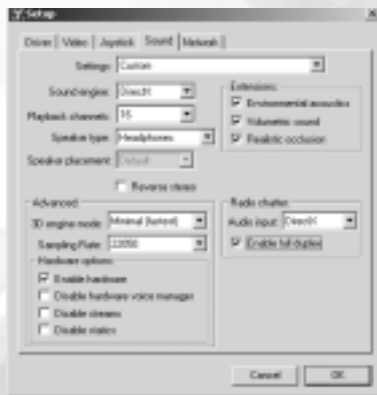 Setup
Driver Video Joystick Sound Network
Settings: Custom
Sound engine: DirectX
Playback channels: 16
Speaker type: Headphones
Speaker placement: Default
Reverse stereo
Extensions
Environmental acoustics
Volumetric sound
Realistic occlusion
Advanced
3D engine mode: Minimal (fastest)
Sampling Rate: 22050
Hardware options
Enable hardware
Disable hardware voice manager
Disable streams
Disable statics
Radio chatter
Audio input: DirectX
Enable full duplex
Cancel OK